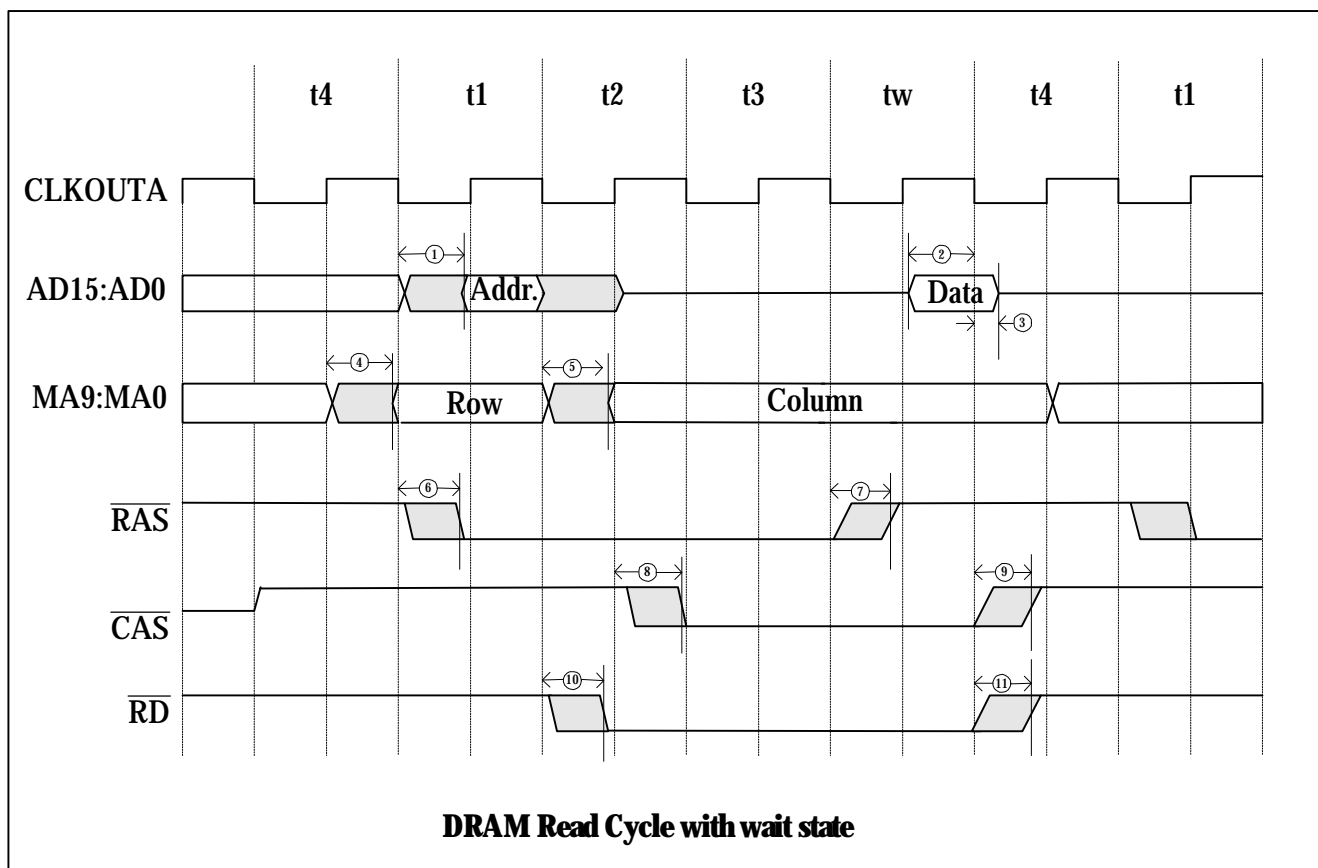 t4 t1 t2 t3 tw t4 t1
CLKOUTA
1 2
AD15:AD0 Addr. Data
3
4 5
MA9:MA0 Row Column
6 7
RAS
8 9
CAS
10 11
RD
DRAM Read Cycle with wait state